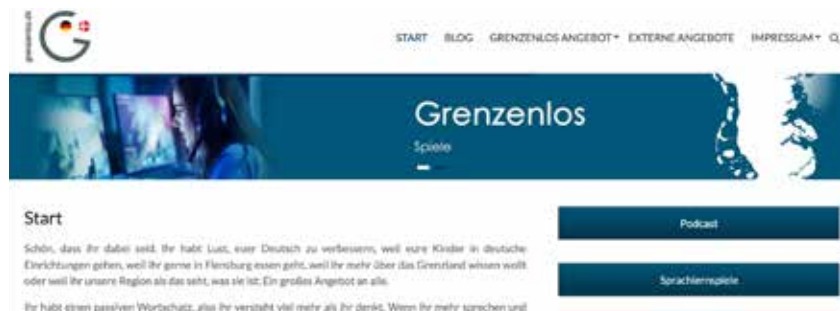 START BLOG GRENZENLOS ANGEBOT EXTERNE ANGEBOTE IMPRESSUM
Grenzenlos
Spiele
Start
Podcast
Schön, dass ihr dabei seid. Ihr habt Lust, euer Deutsch zu verbessern, weil eure Kinder in deutsche
Einrichtungen gehen, weil ihr gerne in Flensburg essen geht, weil ihr mehr über das Grenzland wissen wollt
oder weil ihr unsere Region als das seht, was sie ist. Ein großes Angebot an alle.
Sprachlernspiele
Ihr habt einen passiven Wortschatz, also ihr versteht viel mehr als ihr denkt. Wenn ihr mehr sprechen und